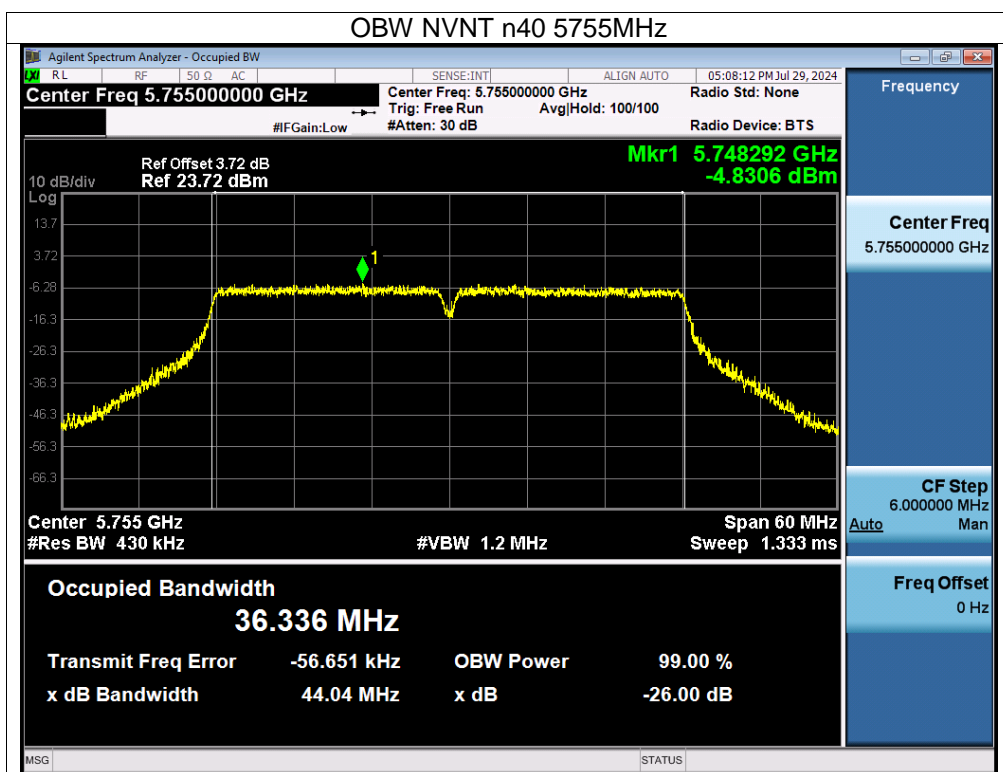 OBW NVNT n40 5755MHz
Agilent Spectrum Analyzer - Occupied BW
LXI RL RF 50 Ω AC SENSE:INT ALIGN AUTO 05:08:12 PM Jul 29, 2024
Center Freq 5.755000000 GHz Center Freq: 5.755000000 GHz Radio Std: None
Trig: Free Run Avg|Hold: 100/100
#IFGain:Low #Atten: 30 dB Radio Device: BTS
Mkr1 5.748292 GHz
-4.8306 dBm
Ref Offset 3.72 dB
10 dB/div Ref 23.72 dBm
Log
13.7
3.72
-6.28
-16.3
-26.3
-36.3
-46.3
-56.3
-66.3
1
Center 5.755 GHz Span 60 MHz
#Res BW 430 kHz #VBW 1.2 MHz Sweep 1.333 ms
Occupied Bandwidth
36.336 MHz
Transmit Freq Error -56.651 kHz OBW Power 99.00 %
x dB Bandwidth 44.04 MHz x dB -26.00 dB
MSG STATUS
Frequency
Center Freq
5.755000000 GHz
CF Step
6.000000 MHz
Auto Man
Freq Offset
0 Hz